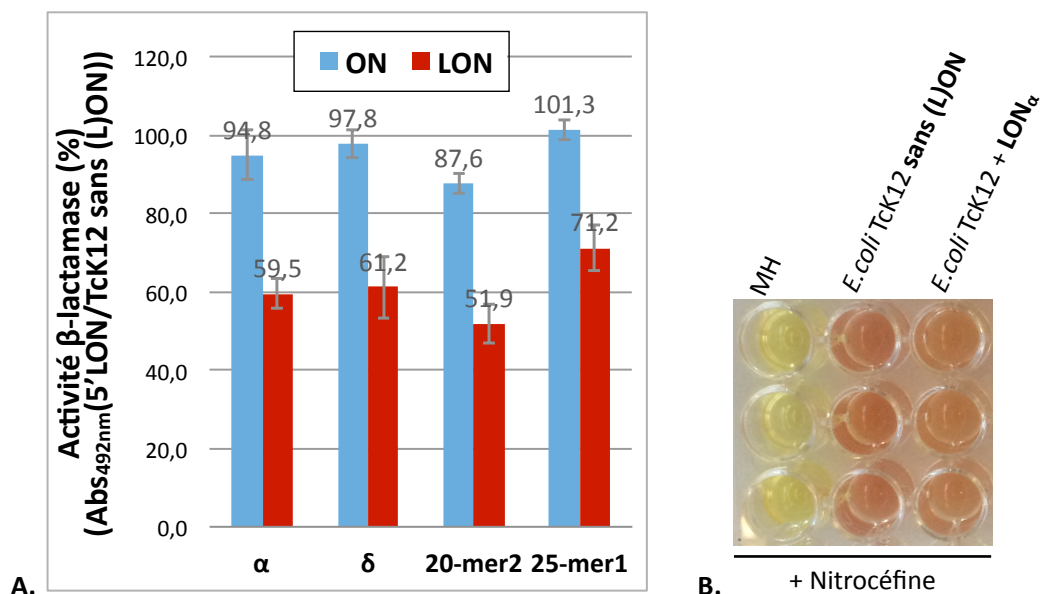 Activité β-lactamase (%)
(Abs492nm(5'LON/TcK12 sans (L)ON))
120,0
100,0
80,0
60,0
40,0
20,0
0,0
ON LON
94,8
59,5
97,8
61,2
87,6
51,9
101,3
71,2
α δ 20-mer2 25-mer1
A.
MH
E.coli TcK12 sans (L)ON
E.coli TcK12 + LONα
+ Nitrocéfine
B.